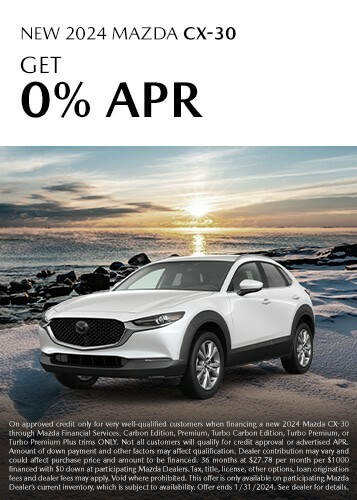 NEW 2024 MAZDA CX-30
GET
0% APR
On approved credit only for very well-qualified customers when financing a new 2024 Mazda CX-30
through Mazda Financial Services. Carbon Edition, Premium, Turbo Carbon Edition, Turbo Premium, or
Turbo Premium Plus trims ONLY. Not all customers will qualify for credit approval or advertised APR.
Amount of down payment and other factors may affect qualification. Dealer contribution may vary and
could affect purchase price and amount to be financed. 36 months at $27.78 per month per $1000
financed with $0 down at participating Mazda Dealers. Tax, title, license, other options, loan origination
fees and dealer fees may apply. Void where prohibited. This offer is only available on participating Mazda
Dealer's current inventory, which is subject to availability. Offer ends 1/31/2024. See dealer for details.